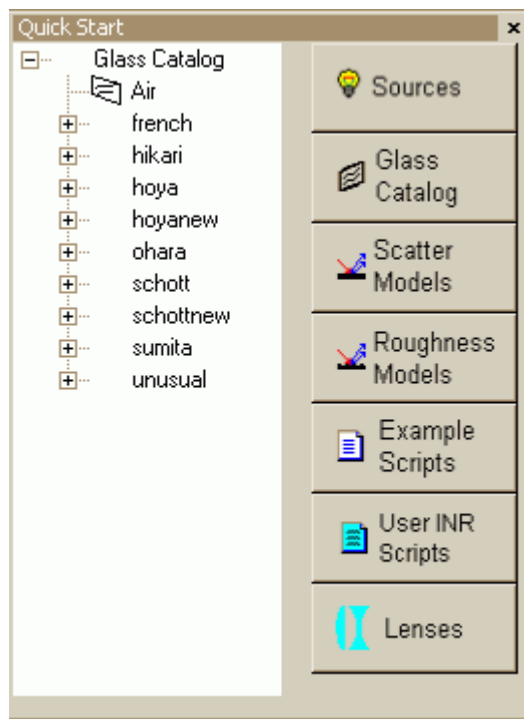 Quick Start
Glass Catalog
Air
french
hikari
hoya
hoyanew
ohara
schott
schottnew
sumita
unusual
Sources
Glass
Catalog
Scatter
Models
Roughness
Models
Example
Scripts
User INR
Scripts
Lenses